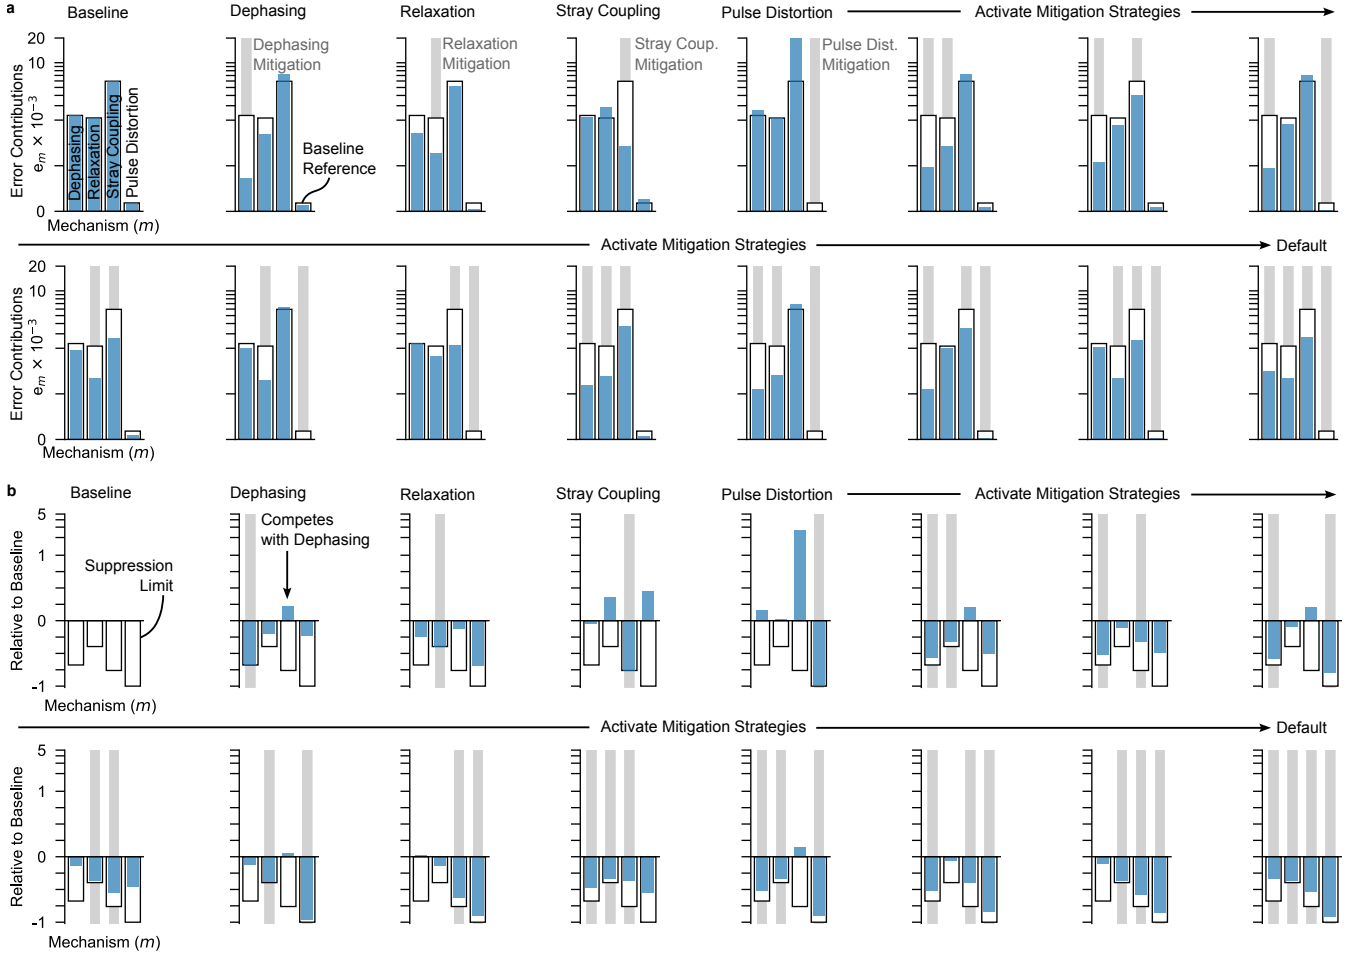 a
Baseline
Dephasing
Relaxation
Stray Coupling
Pulse Distortion
Activate Mitigation Strategies
20
10
0
Error Contributions
eₘ × 10⁻³
Dephasing
Relaxation
Stray Coupling
Pulse Distortion
Mechanism (m)
Dephasing
Mitigation
Baseline
Reference
Relaxation
Mitigation
Stray Coup.
Mitigation
Pulse Dist.
Mitigation
Activate Mitigation Strategies
Default
20
10
0
Error Contributions
eₘ × 10⁻³
Mechanism (m)
b
Baseline
Dephasing
Relaxation
Stray Coupling
Pulse Distortion
Activate Mitigation Strategies
5
1
0
-1
Relative to Baseline
Suppression
Limit
Mechanism (m)
Competes
with Dephasing
Activate Mitigation Strategies
Default
5
1
0
-1
Relative to Baseline
Mechanism (m)